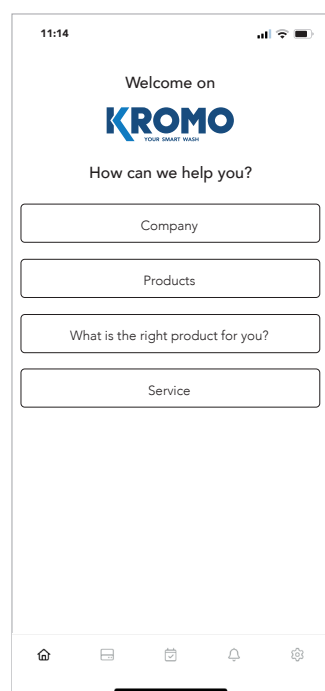 11:14
Welcome on
KROMO
YOUR SMART WASH
How can we help you?
Company
Products
What is the right product for you?
Service